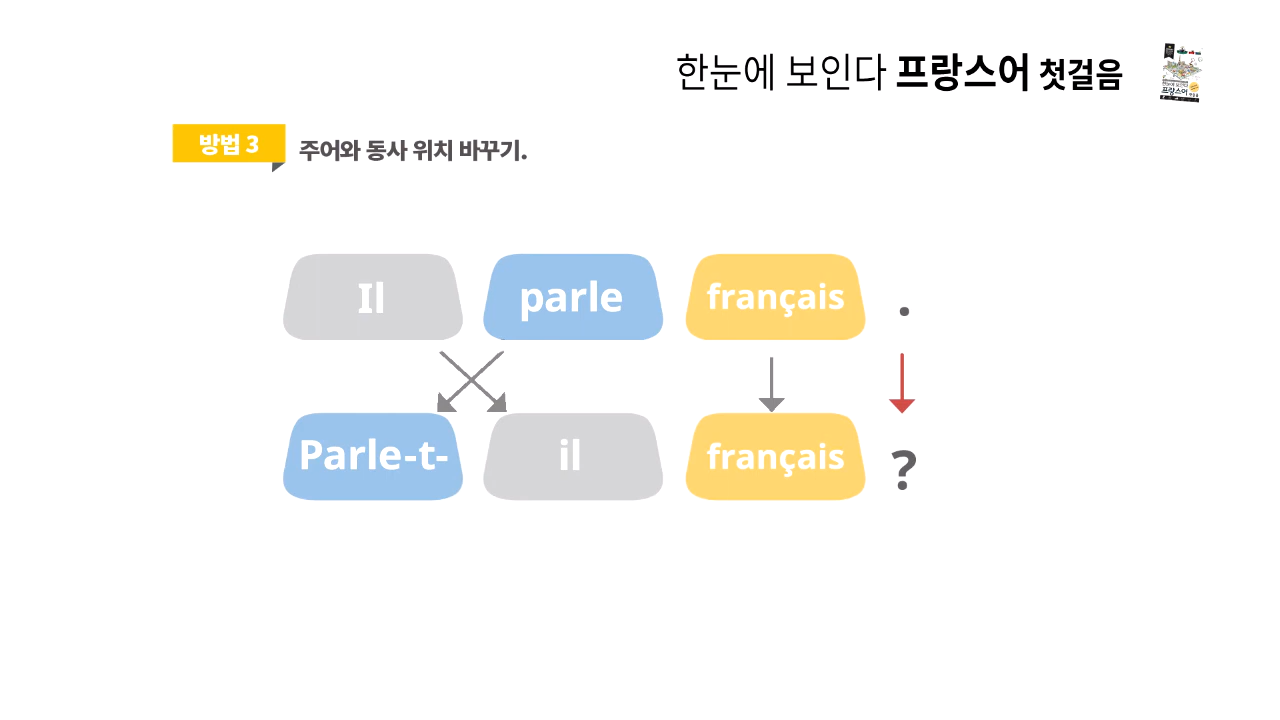 한눈에 보인다 프랑스어 첫걸음
방법 3 주어와 동사 위치 바꾸기.
Il parle français .
Parle-t- il français ?